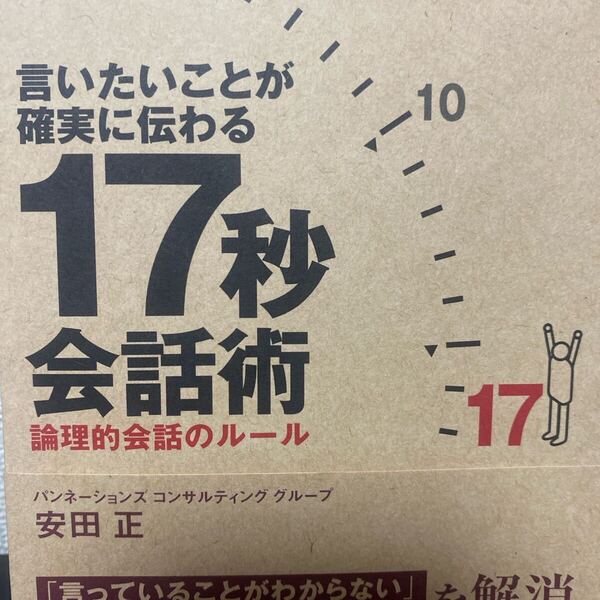 言いたいことが
確実に伝わる
17秒
会話術
論理的会話のルール
10
17
パンネーションズ コンサルティング グループ
安田 正
「言っていることがわからない」を解消